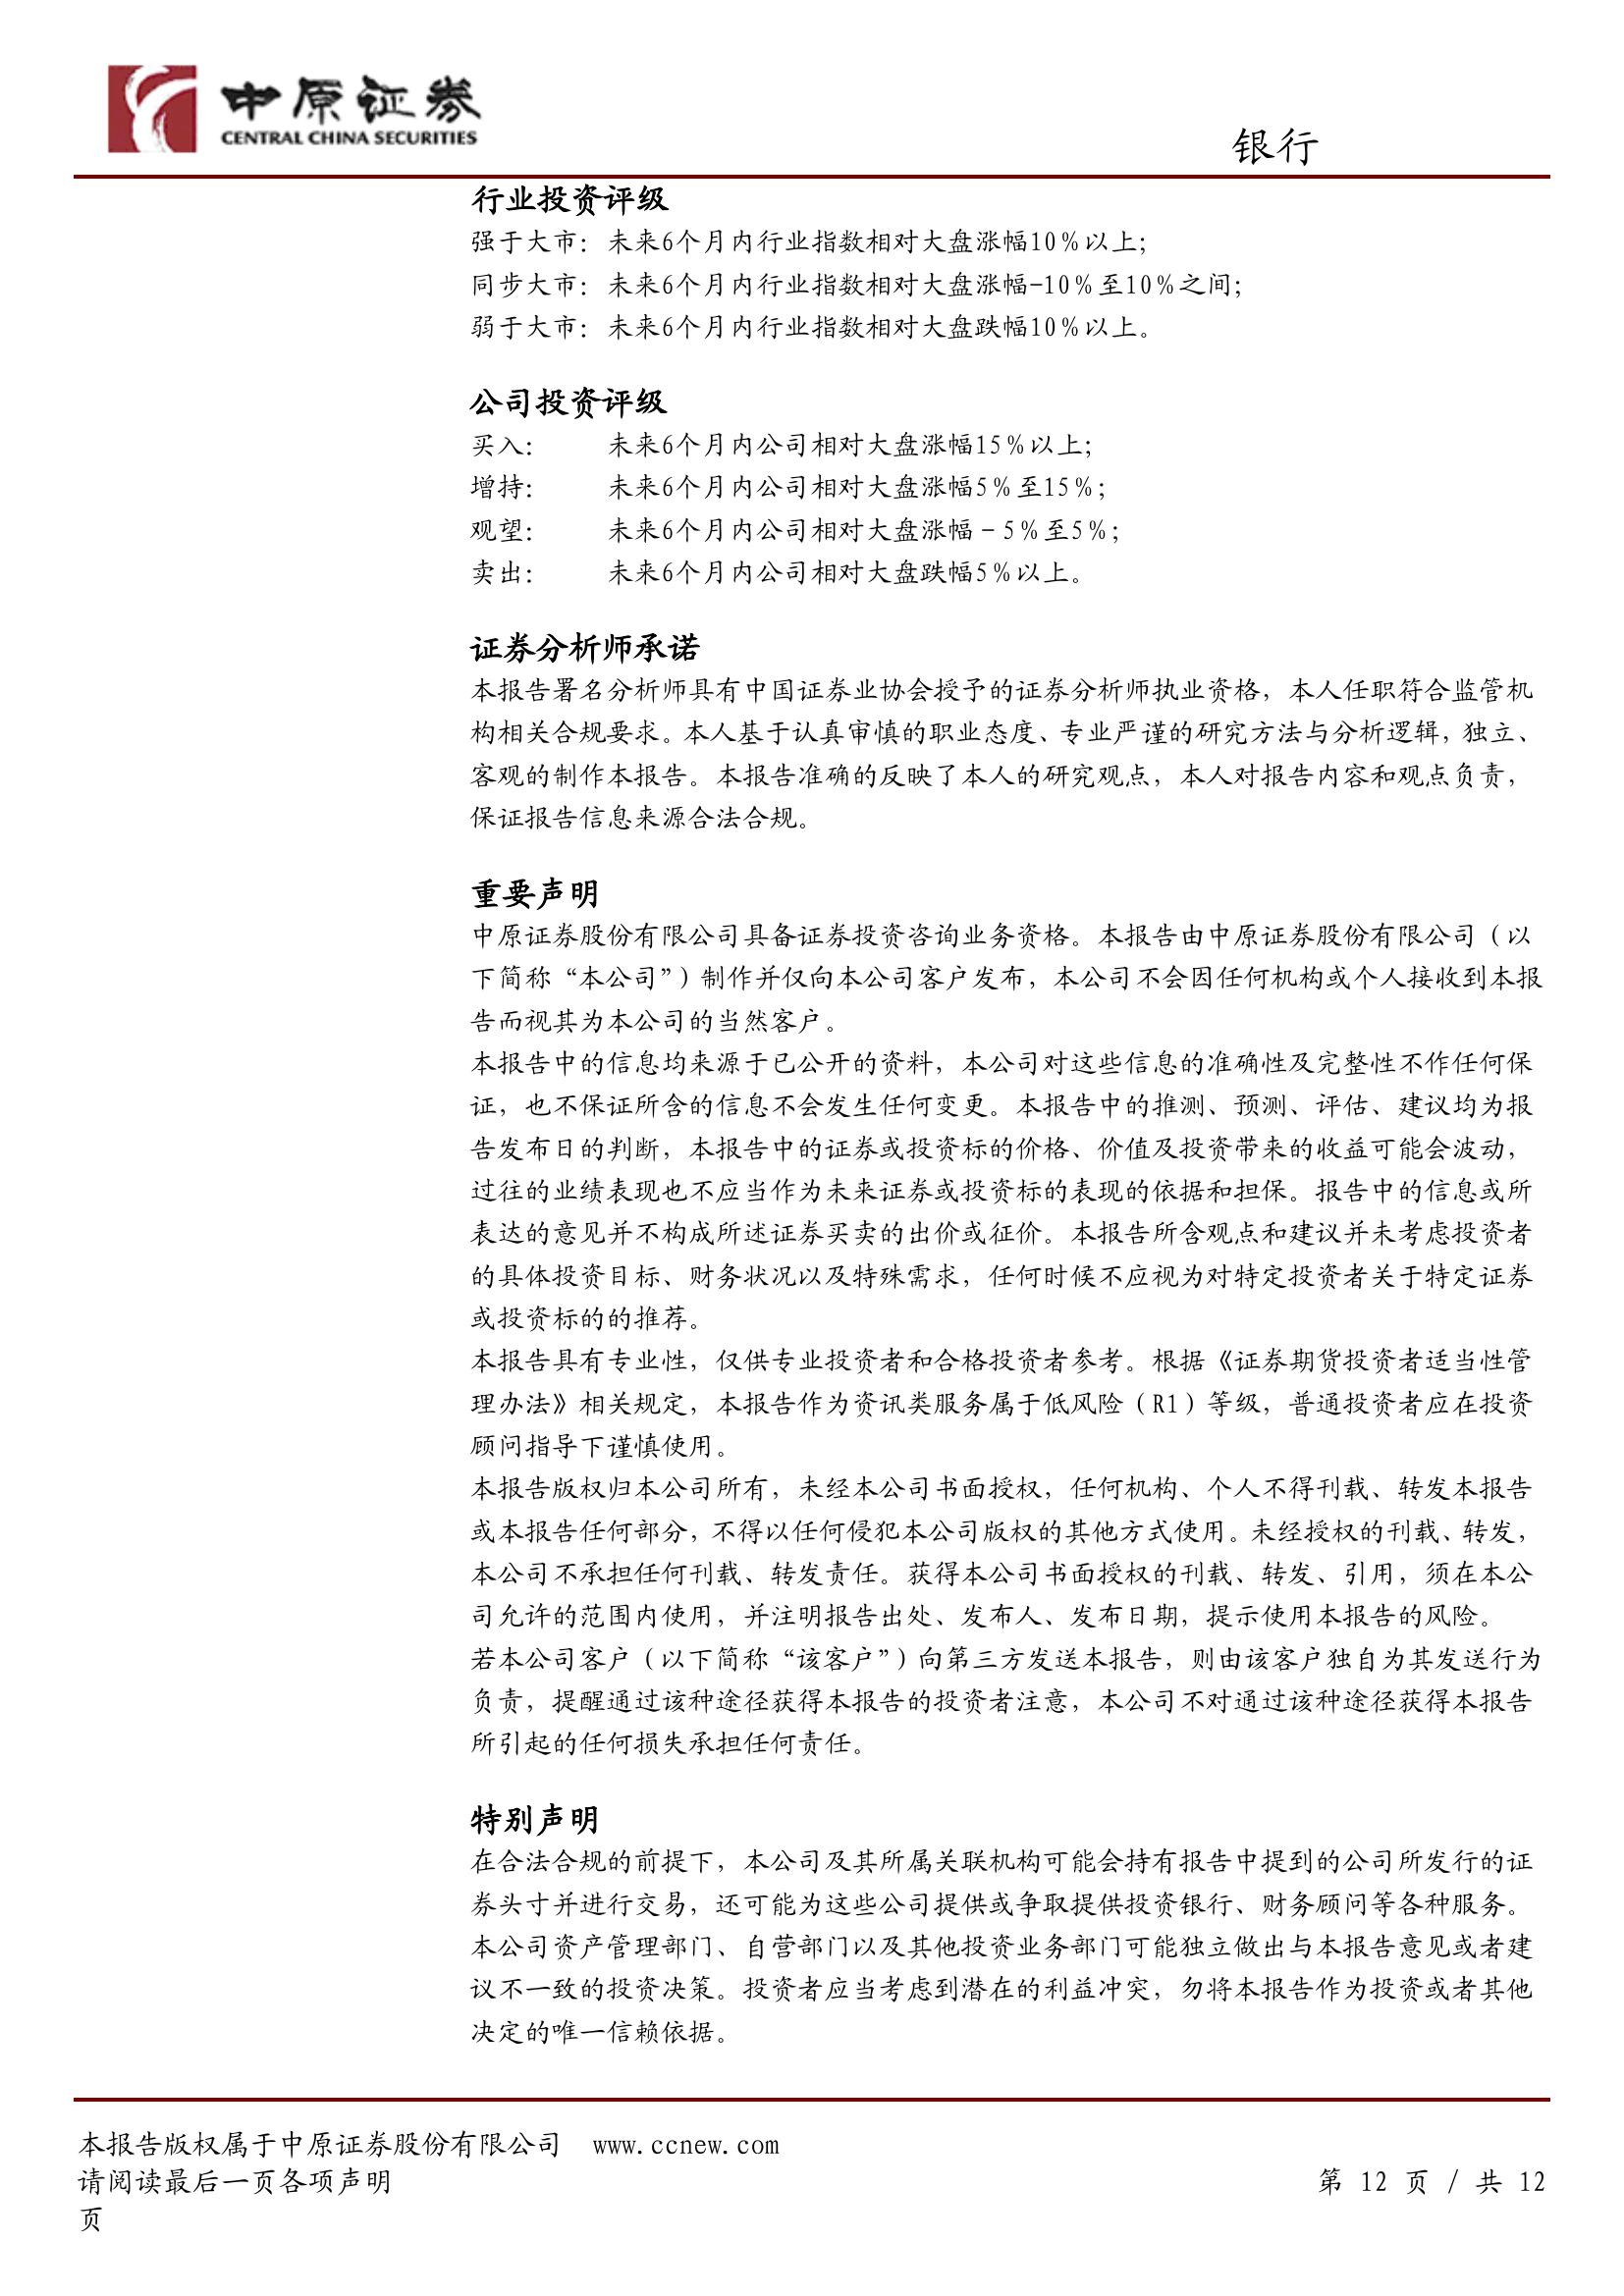 中原证券
CENTRAL CHINA SECURITIES
银行
行业投资评级
强于大市：未来6个月内行业指数相对大盘涨幅10％以上；
同步大市：未来6个月内行业指数相对大盘涨幅-10％至10％之间；
弱于大市：未来6个月内行业指数相对大盘跌幅10％以上。
公司投资评级
买入： 未来6个月内公司相对大盘涨幅15％以上；
增持： 未来6个月内公司相对大盘涨幅5％至15％；
观望： 未来6个月内公司相对大盘涨幅－5％至5％；
卖出： 未来6个月内公司相对大盘跌幅5％以上。
证券分析师承诺
本报告署名分析师具有中国证券业协会授予的证券分析师执业资格，本人任职符合监管机
构相关合规要求。本人基于认真审慎的职业态度、专业严谨的研究方法与分析逻辑，独立、
客观的制作本报告。本报告准确的反映了本人的研究观点，本人对报告内容和观点负责，
保证报告信息来源合法合规。
重要声明
中原证券股份有限公司具备证券投资咨询业务资格。本报告由中原证券股份有限公司（以
下简称“本公司”）制作并仅向本公司客户发布，本公司不会因任何机构或个人接收到本报
告而视其为本公司的当然客户。
本报告中的信息均来源于已公开的资料，本公司对这些信息的准确性及完整性不作任何保
证，也不保证所含的信息不会发生任何变更。本报告中的推测、预测、评估、建议均为报
告发布日的判断，本报告中的证券或投资标的价格、价值及投资带来的收益可能会波动，
过往的业绩表现也不应当作为未来证券或投资标的表现的依据和担保。报告中的信息或所
表达的意见并不构成所述证券买卖的出价或征价。本报告所含观点和建议并未考虑投资者
的具体投资目标、财务状况以及特殊需求，任何时候不应视为对特定投资者关于特定证券
或投资标的的推荐。
本报告具有专业性，仅供专业投资者和合格投资者参考。根据《证券期货投资者适当性管
理办法》相关规定，本报告作为资讯类服务属于低风险（R1）等级，普通投资者应在投资
顾问指导下谨慎使用。
本报告版权归本公司所有，未经本公司书面授权，任何机构、个人不得刊载、转发本报告
或本报告任何部分，不得以任何侵犯本公司版权的其他方式使用。未经授权的刊载、转发，
本公司不承担任何刊载、转发责任。获得本公司书面授权的刊载、转发、引用，须在本公
司允许的范围内使用，并注明报告出处、发布人、发布日期，提示使用本报告的风险。
若本公司客户（以下简称“该客户”）向第三方发送本报告，则由该客户独自为其发送行为
负责，提醒通过该种途径获得本报告的投资者注意，本公司不对通过该种途径获得本报告
所引起的任何损失承担任何责任。
特别声明
在合法合规的前提下，本公司及其所属关联机构可能会持有报告中提到的公司所发行的证
券头寸并进行交易，还可能为这些公司提供或争取提供投资银行、财务顾问等各种服务。
本公司资产管理部门、自营部门以及其他投资业务部门可能独立做出与本报告意见或者建
议不一致的投资决策。投资者应当考虑到潜在的利益冲突，勿将本报告作为投资或者其他
决定的唯一信赖依据。
本报告版权属于中原证券股份有限公司 www.ccnew.com
请阅读最后一页各项声明 第 12 页 / 共 12
页